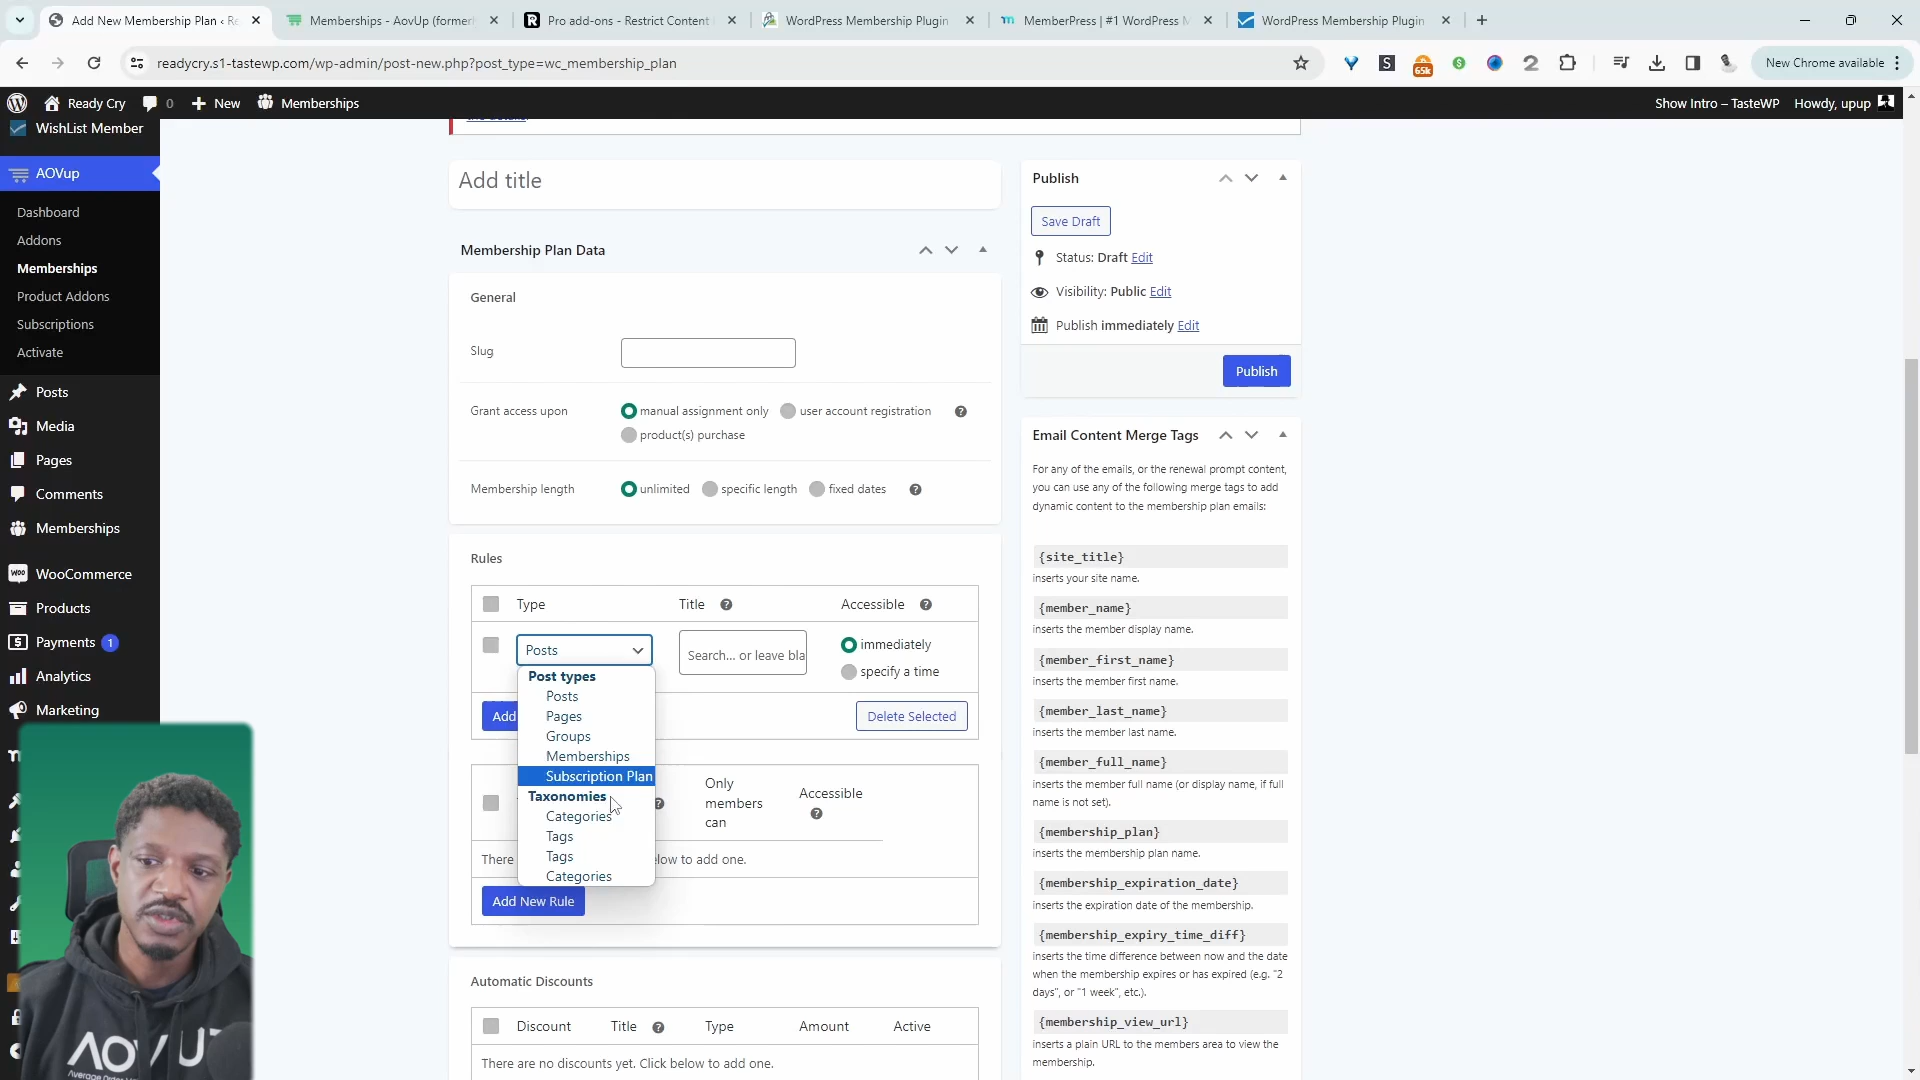 Add New Membership Plan ‹ Re
Memberships - AovUp (former
Pro add-ons - Restrict Content
WordPress Membership Plugin
MemberPress | #1 WordPress M
WordPress Membership Plugin
readycry.s1-tastewp.com/wp-admin/post-new.php?post_type=wc_membership_plan
65k
New Chrome available
Ready Cry
0
New
Memberships
Show Intro – TasteWP
Howdy, upup
WishList Member
AOVup
Dashboard
Addons
Memberships
Product Addons
Subscriptions
Activate
Posts
Media
Pages
Comments
Memberships
WooCommerce
Products
Payments 1
Analytics
Marketing
Add title
Membership Plan Data
General
Slug
Grant access upon
manual assignment only
user account registration
product(s) purchase
Membership length
unlimited
specific length
fixed dates
Rules
Type
Title
Accessible
Posts
Search... or leave bla
immediately
specify a time
Post types
Posts
Pages
Groups
Memberships
Subscription Plan
Taxonomies
Categories
Tags
Tags
Categories
Add
Delete Selected
Only
members
can
Accessible
There
low to add one.
Add New Rule
Automatic Discounts
Discount
Title
Type
Amount
Active
There are no discounts yet. Click below to add one.
Publish
Save Draft
Status: Draft Edit
Visibility: Public Edit
Publish immediately Edit
Publish
Email Content Merge Tags
For any of the emails, or the renewal prompt content,
you can use any of the following merge tags to add
dynamic content to the membership plan emails:
{site_title}
inserts your site name.
{member_name}
inserts the member display name.
{member_first_name}
inserts the member first name.
{member_last_name}
inserts the member last name.
{member_full_name}
inserts the member full name (or display name, if full
name is not set).
{membership_plan}
inserts the membership plan name.
{membership_expiration_date}
inserts the expiration date of the membership.
{membership_expiry_time_diff}
inserts the time difference between now and the date
when the membership expires or has expired (e.g. "2
days", or "1 week", etc.).
{membership_view_url}
inserts a plain URL to the members area to view the
membership.